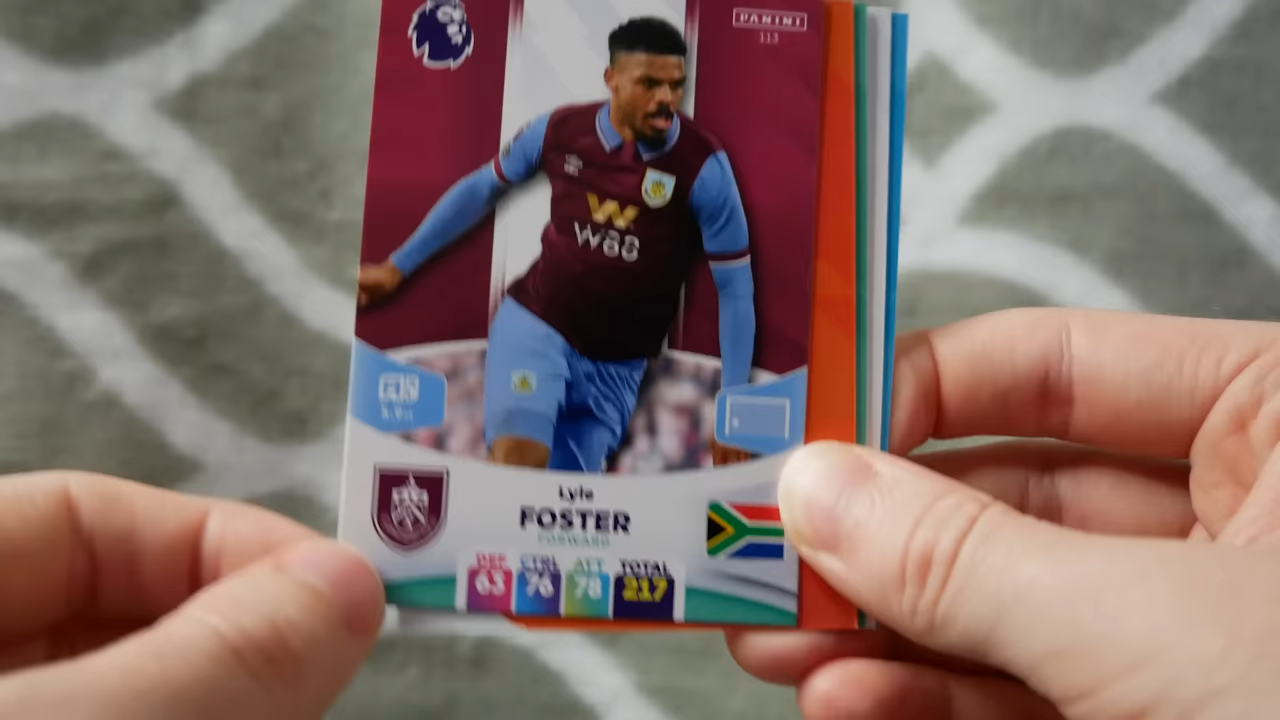 PANINI
113
W88
Lyle
FOSTER
FORWARD
DEF CTRL ATT TOTAL
63 76 78 217